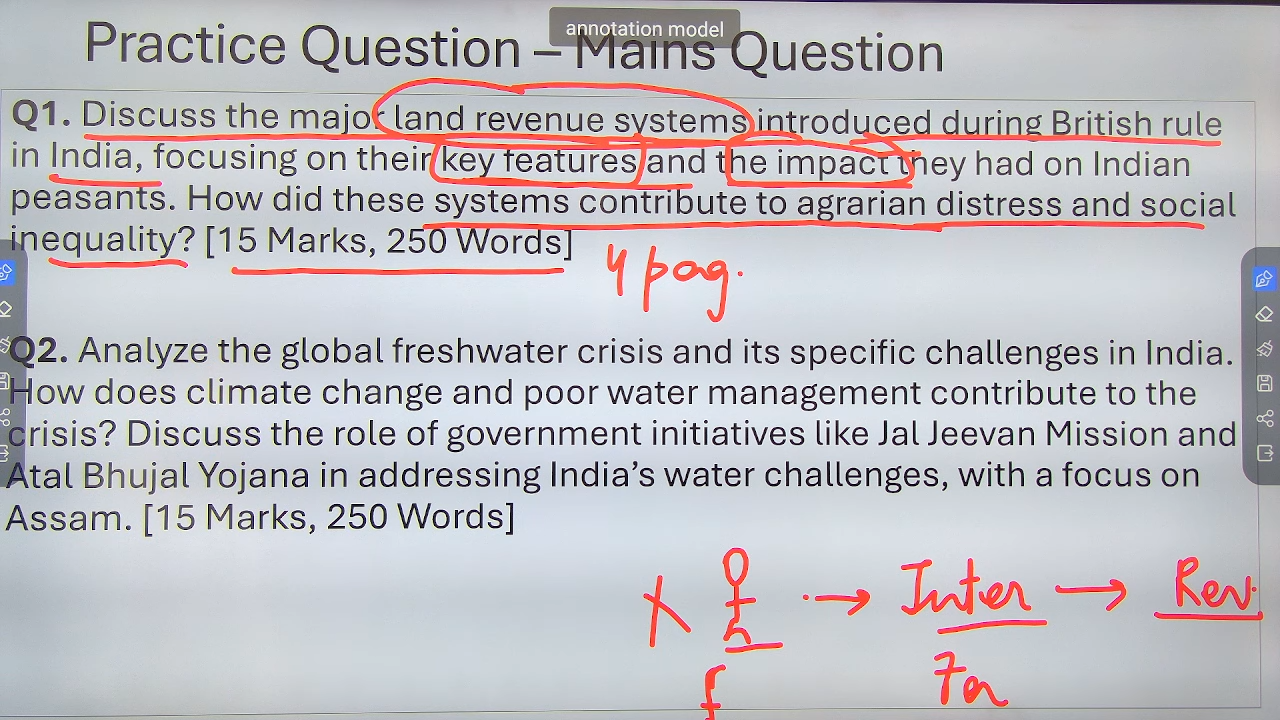 annotation model
Practice Question – Mains Question
Q1. Discuss the major land revenue systems introduced during British rule
in India, focusing on their key features and the impact they had on Indian
peasants. How did these systems contribute to agrarian distress and social
inequality? [15 Marks, 250 Words]
4 pag.
Q2. Analyze the global freshwater crisis and its specific challenges in India.
How does climate change and poor water management contribute to the
crisis? Discuss the role of government initiatives like Jal Jeevan Mission and
Atal Bhujal Yojana in addressing India’s water challenges, with a focus on
Assam. [15 Marks, 250 Words]
X → Inter → Rev.
f